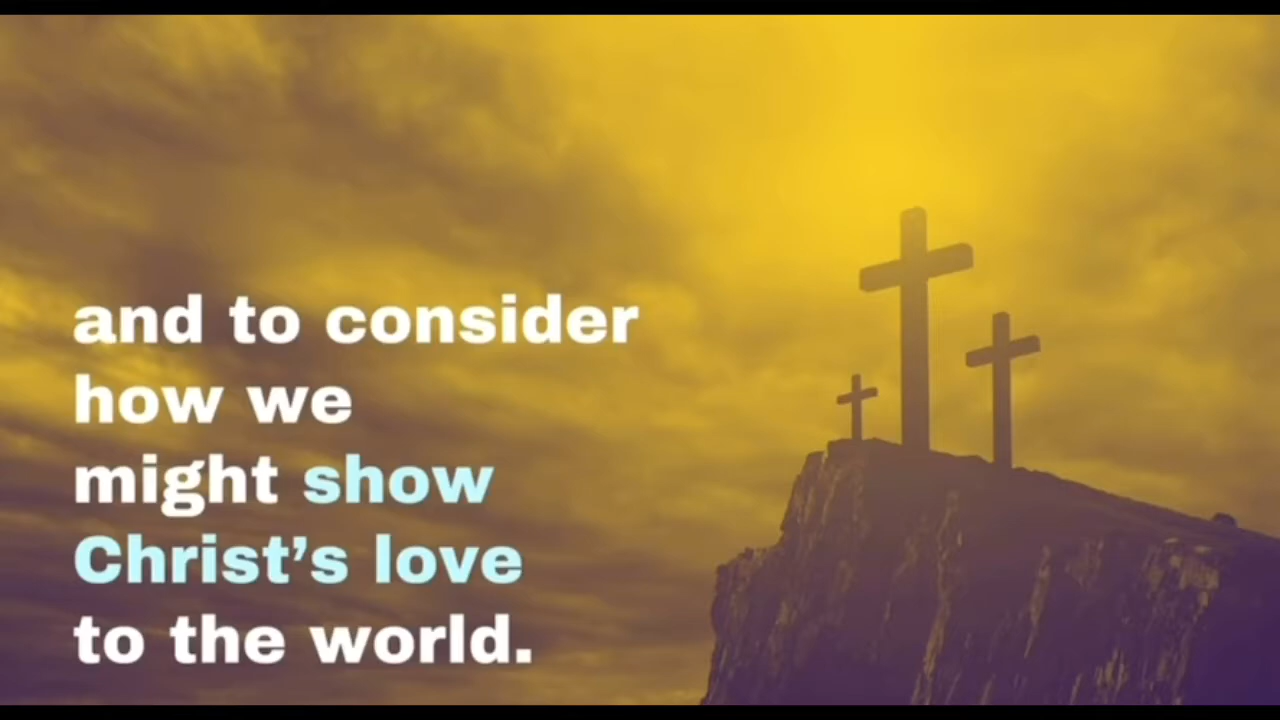 and to consider
how we
might show
Christ’s love
to the world.